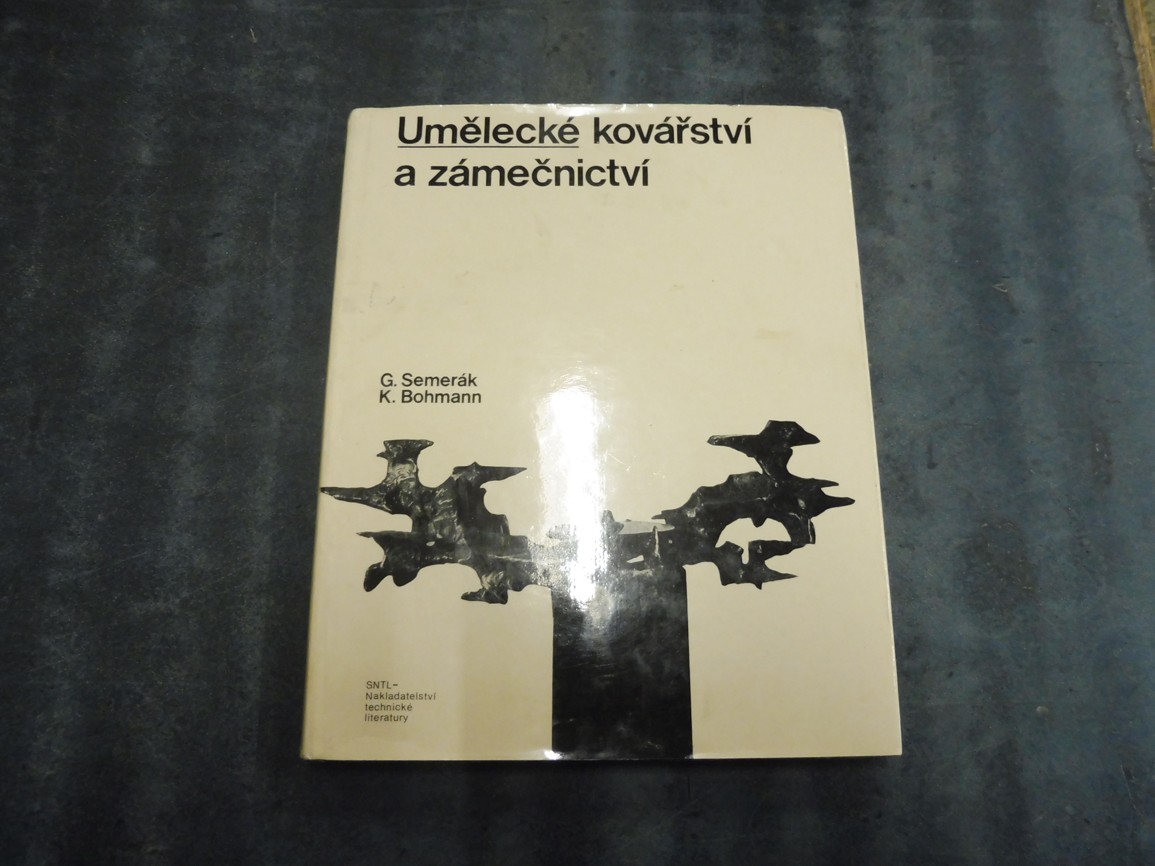 Umělecké kovářství
a zámečnictví
G. Semerák
K. Bohmann
SNTL–
Nakladatelství
technické
literatury